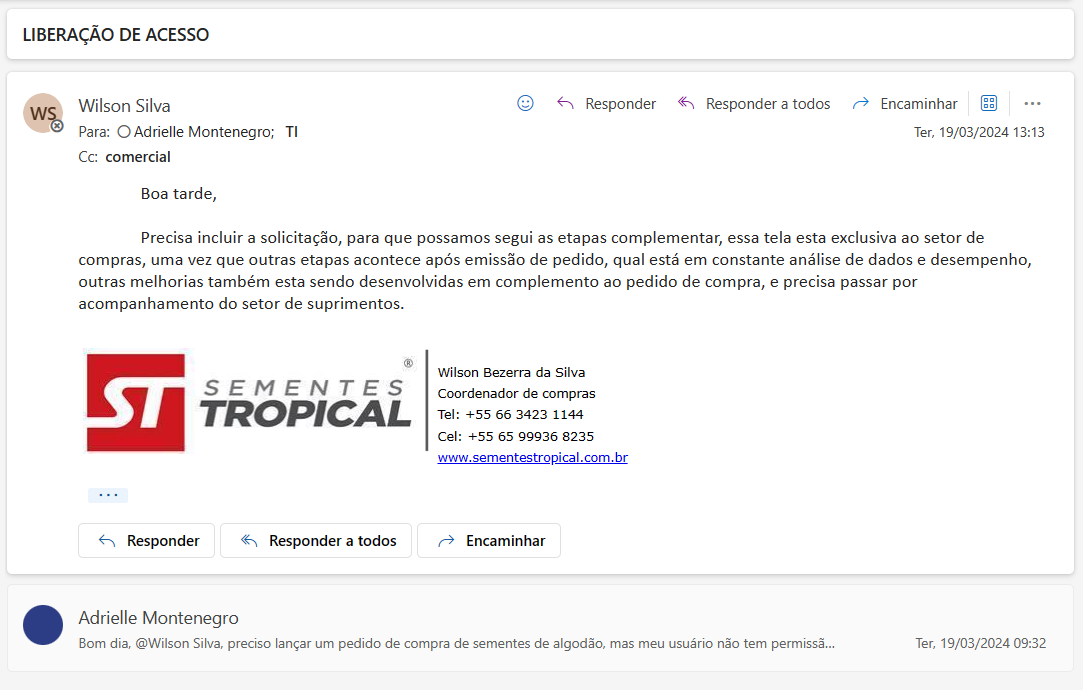 LIBERAÇÃO DE ACESSO
WS
Wilson Silva
Responder
Responder a todos
Encaminhar
Para: Adrielle Montenegro; TI
Ter, 19/03/2024 13:13
Cc: comercial
Boa tarde,
Precisa incluir a solicitação, para que possamos segui as etapas complementar, essa tela esta exclusiva ao setor de
compras, uma vez que outras etapas acontece após emissão de pedido, qual está em constante análise de dados e desempenho,
outras melhorias também esta sendo desenvolvidas em complemento ao pedido de compra, e precisa passar por
acompanhamento do setor de suprimentos.
ST
SEMENTES
TROPICAL
®
Wilson Bezerra da Silva
Coordenador de compras
Tel: +55 66 3423 1144
Cel: +55 65 99936 8235
www.sementestropical.com.br
...
Responder
Responder a todos
Encaminhar
Adrielle Montenegro
Bom dia, @Wilson Silva, preciso lançar um pedido de compra de sementes de algodão, mas meu usuário não tem permissã...
Ter, 19/03/2024 09:32